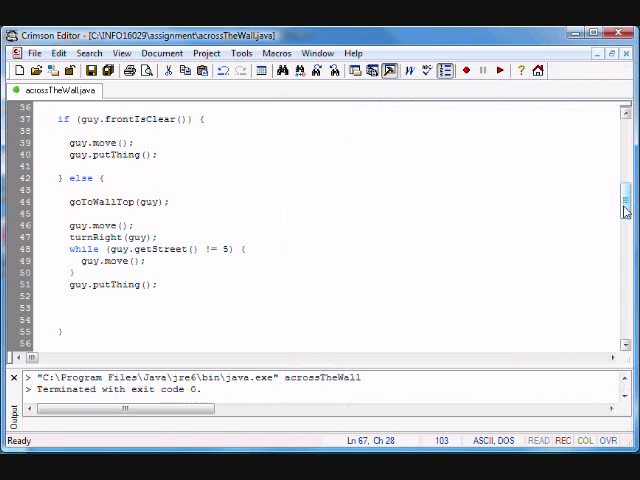 Crimson Editor - [C:\INFO16029\assignment\acrossTheWall.java]
File Edit Search View Document Project Tools Macros Window Help
acrossTheWall.java
36
37 if (guy.frontIsClear()) {
38
39 guy.move();
40 guy.putThing();
41
42 } else {
43
44 goToWallTop(guy);
45
46 guy.move();
47 turnRight(guy);
48 while (guy.getStreet() != 5) {
49 guy.move();
50 }
51 guy.putThing();
52
53
54
55 }
56
> "C:\Program Files\Java\jre6\bin\java.exe" acrossTheWall
> Terminated with exit code 0.
Output
Ready Ln 67, Ch 28 103 ASCII, DOS READ REC COL OVR